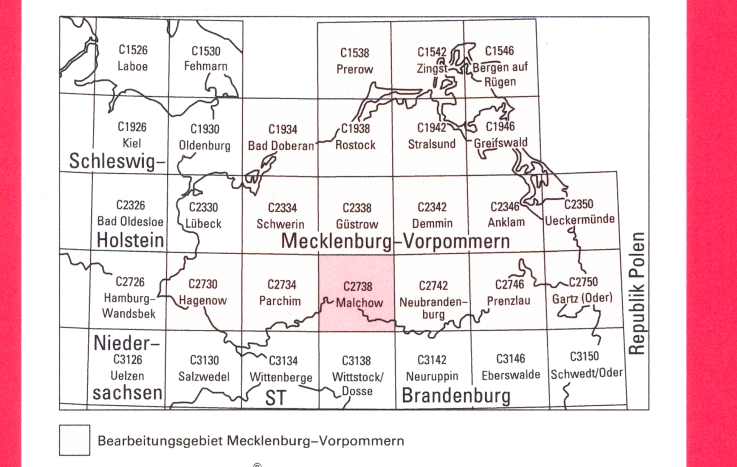 C1526 C1530 C1538 C1542 C1546
Laboe Fehmarn Prerow Zingst Bergen auf
Rügen
C1926 C1930 C1934 C1938 C1942 C1946
Kiel Oldenburg Bad Doberan Rostock Stralsund Greifswald
Schleswig-
C2326 C2330 C2334 C2338 C2342 C2346 C2350
Bad Oldesloe Lübeck Schwerin Güstrow Demmin Anklam Ueckermünde
Holstein Mecklenburg-Vorpommern
C2726 C2730 C2734 C2738 C2742 C2746 C2750
Hamburg- Hagenow Parchim Malchow Neubranden- Prenzlau Gartz (Oder)
Wandsbek burg
Republik Polen
Nieder-
C3126 C3130 C3134 C3138 C3142 C3146 C3150
Uelzen Salzwedel Wittenberge Wittstock/ Neuruppin Eberswalde Schwedt/Oder
Dosse
sachsen ST Brandenburg
Bearbeitungsgebiet Mecklenburg-Vorpommern
®